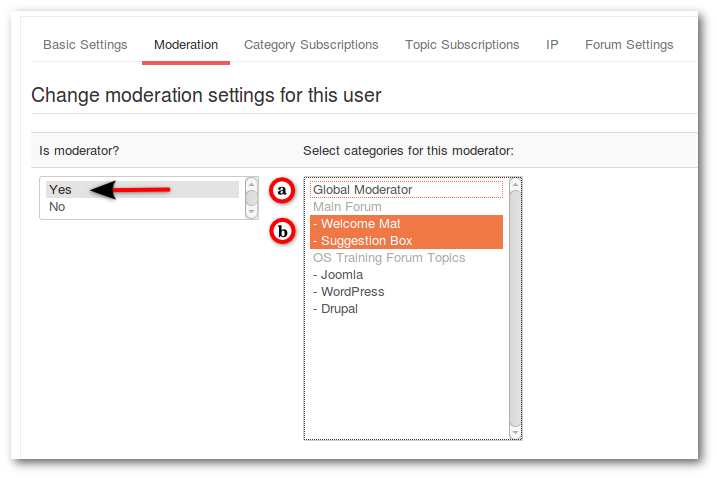 Basic Settings Moderation Category Subscriptions Topic Subscriptions IP Forum Settings
Change moderation settings for this user
Is moderator? Select categories for this moderator:
Yes
No
a
b
Global Moderator
Main Forum
- Welcome Mat
- Suggestion Box
OS Training Forum Topics
- Joomla
- WordPress
- Drupal